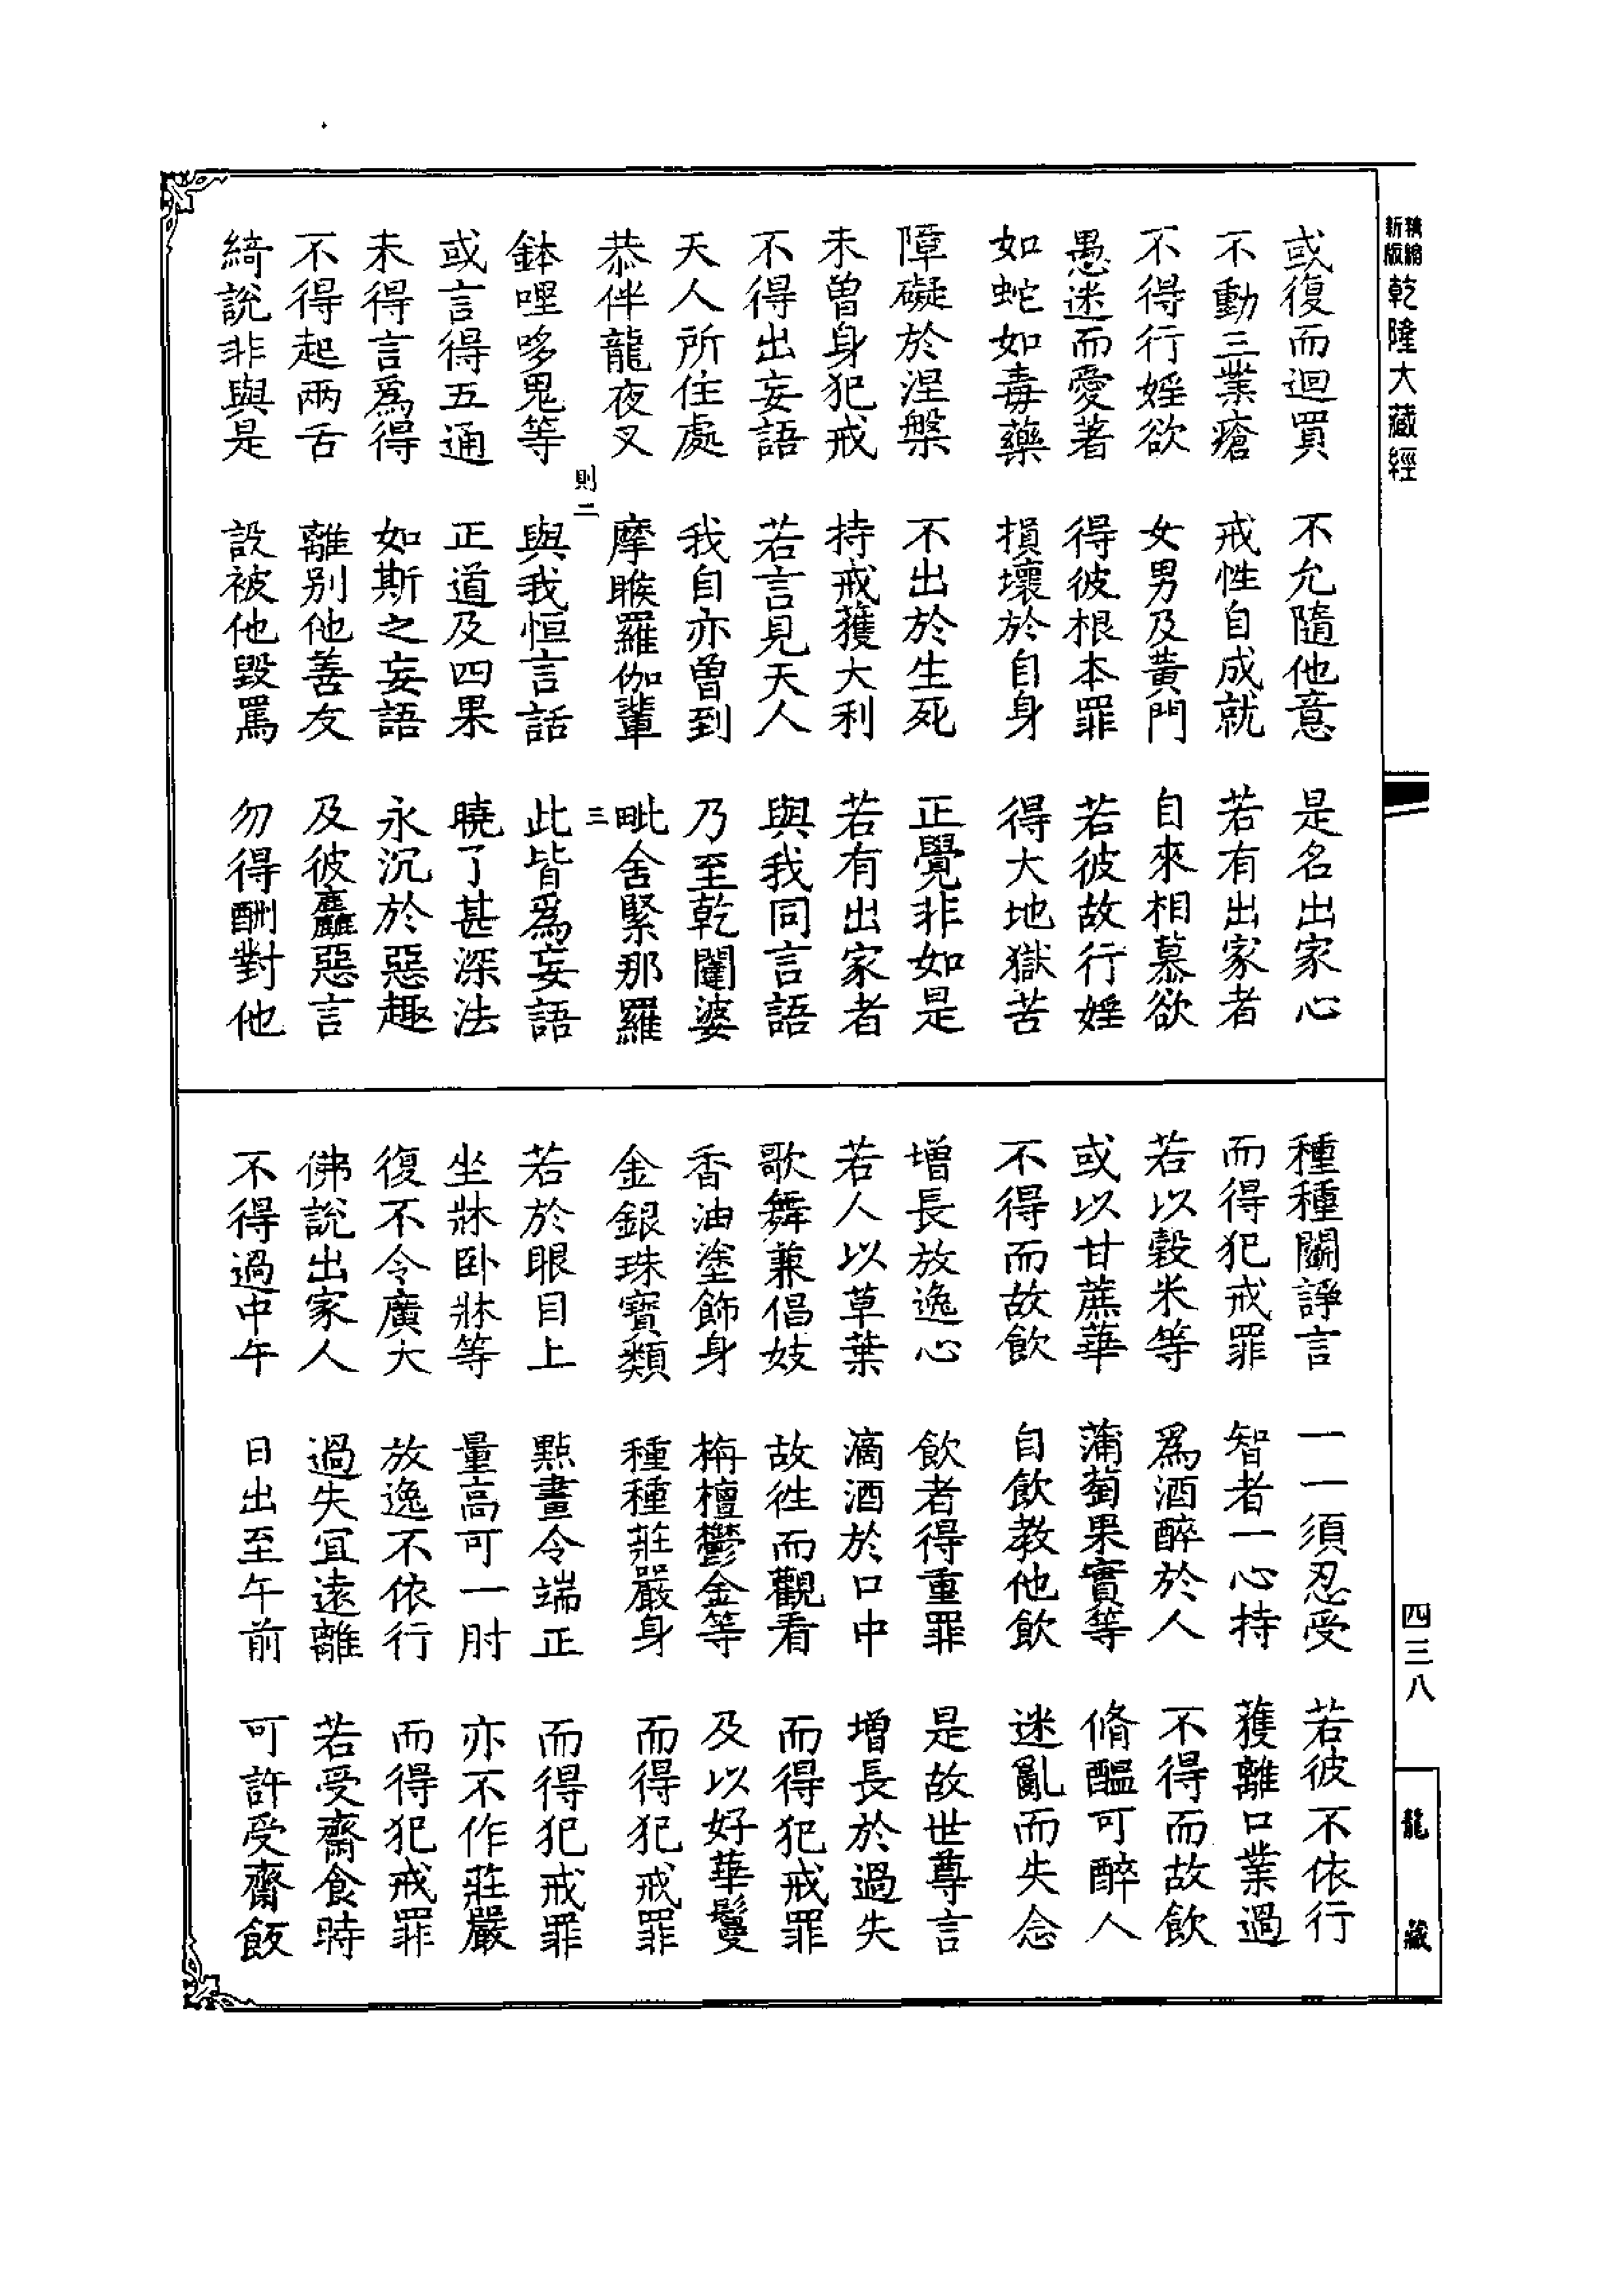 精縮
新版
乾隆大藏經
或復而迴買 不允隨他意 是名出家心
不動三業瘡 戒性自成就 若有出家者
不得行婬欲 女男及黃門 自來相慕欲
愚迷而愛著 得彼根本罪 若彼故行婬
如蛇如毒藥 損壞於自身 得大地獄苦
障礙於涅槃 不出於生死 正覺非如是
未曾身犯戒 持戒獲大利 若有出家者
不得出妄語 若言見天人 與我同言語
天人所住處 我自亦曾到 乃至乾闥婆
恭伴龍夜叉 摩睺羅伽輩 毗舍緊那羅
則二 三
鉢哩哆鬼等 與我恒言話 此皆爲妄語
或言得五通 正道及四果 曉了甚深法
未得言爲得 如斯之妄語 永沉於惡趣
不得起兩舌 離别他善友 及彼麤惡言
綺說非與是 設被他毀罵 勿得酬對他
種種鬭諍言 一一須忍受 若彼不依行
而得犯戒罪 智者一心持 獲離口業過
若以穀米等 爲酒醉於人 不得而故飲
或以甘蔗華 蒲萄果實等 脩醞可醉人
不得而故飲 自飲教他飲 迷亂而失念
增長放逸心 飲者得重罪 是故世尊言
若人以草葉 滴酒於口中 增長於過失
歌舞兼倡妓 故徃而觀看 而得犯戒罪
香油塗飾身 栴檀鬱金等 及以好華鬘
金銀珠寶類 種種莊嚴身 而得犯戒罪
若於眼目上 點畫令端正 而得犯戒罪
坐牀卧牀等 量高可一肘 亦不作莊嚴
復不令廣大 放逸不依行 而得犯戒罪
佛說出家人 過失宜遠離 若受齋食時
不得過中午 日出至午前 可許受齋飯
四三八
龍藏